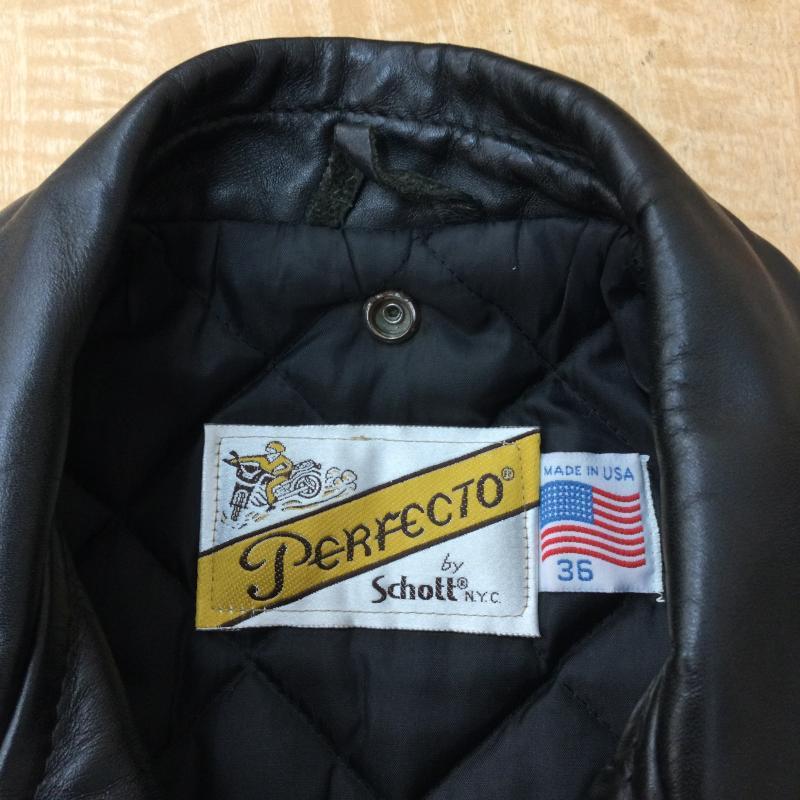 PERFECTO®
by
Schott® N.Y.C.
MADE IN USA
36